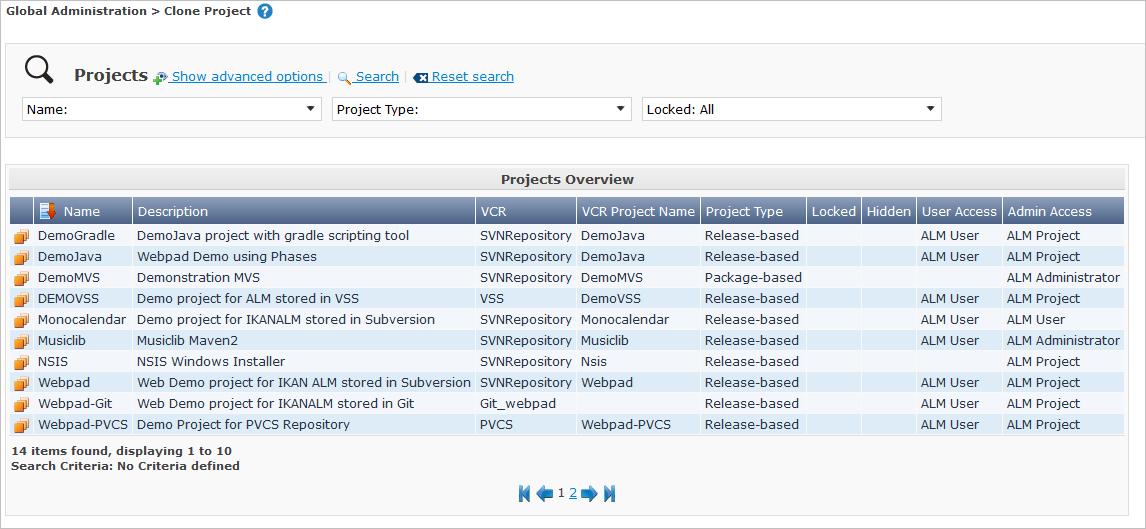 Global Administration > Clone Project ?
Projects Show advanced options | Search | Reset search
Name: Project Type: Locked: All
Projects Overview
Name Description VCR VCR Project Name Project Type Locked Hidden User Access Admin Access
DemoGradle DemoJava project with gradle scripting tool SVNRepository DemoJava Release-based ALM User ALM Project
DemoJava Webpad Demo using Phases SVNRepository DemoJava Release-based ALM User ALM Project
DemoMVS Demonstration MVS SVNRepository DemoMVS Package-based ALM Administrator
DEMOVSS Demo project for ALM stored in VSS VSS DemoVSS Release-based ALM User ALM Project
Monocalendar Demo project for IKANALM stored in Subversion SVNRepository Monocalendar Release-based ALM User ALM User
Musiclib Musiclib Maven2 SVNRepository Musiclib Release-based ALM User ALM Administrator
NSIS NSIS Windows Installer SVNRepository Nsis Release-based ALM Project
Webpad Web Demo project for IKAN ALM stored in Subversion SVNRepository Webpad Release-based ALM User ALM Project
Webpad-Git Web Demo project for IKANALM stored in Git Git_webpad Release-based ALM User ALM Project
Webpad-PVCS Demo Project for PVCS Repository PVCS Webpad-PVCS Release-based ALM User ALM Project
14 items found, displaying 1 to 10
Search Criteria: No Criteria defined
1 2